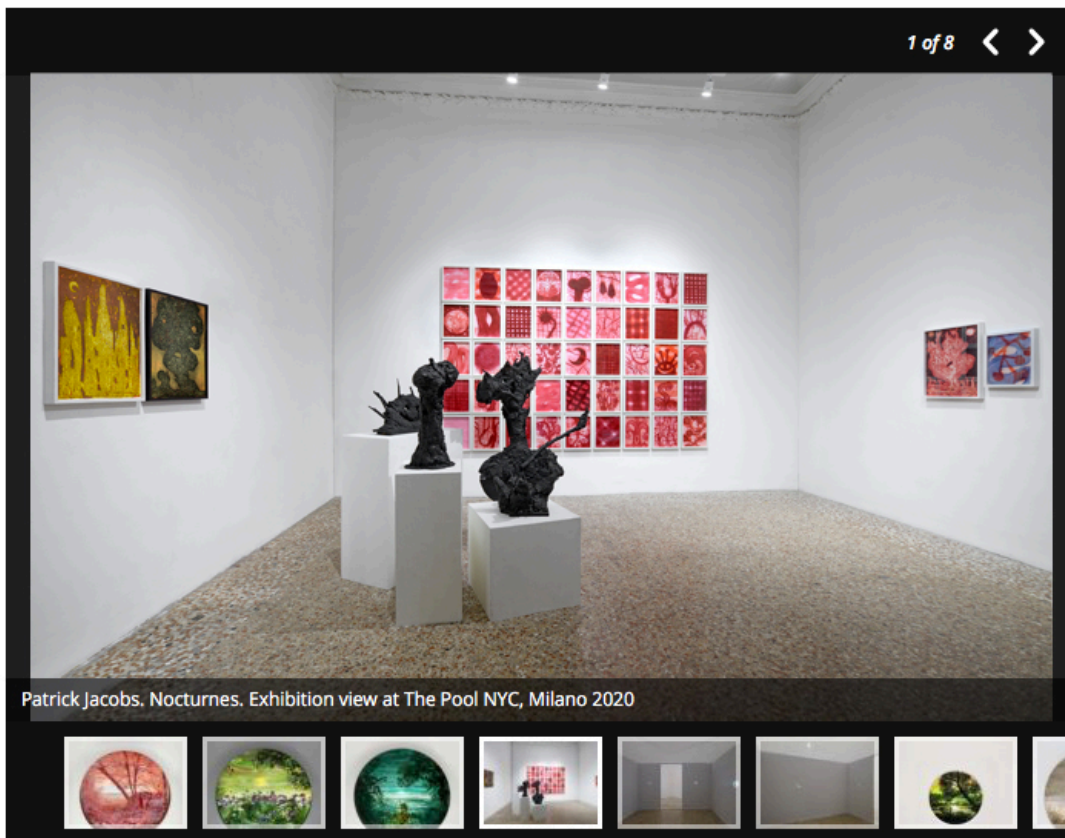 1 of 8
Patrick Jacobs. Nocturnes. Exhibition view at The Pool NYC, Milano 2020